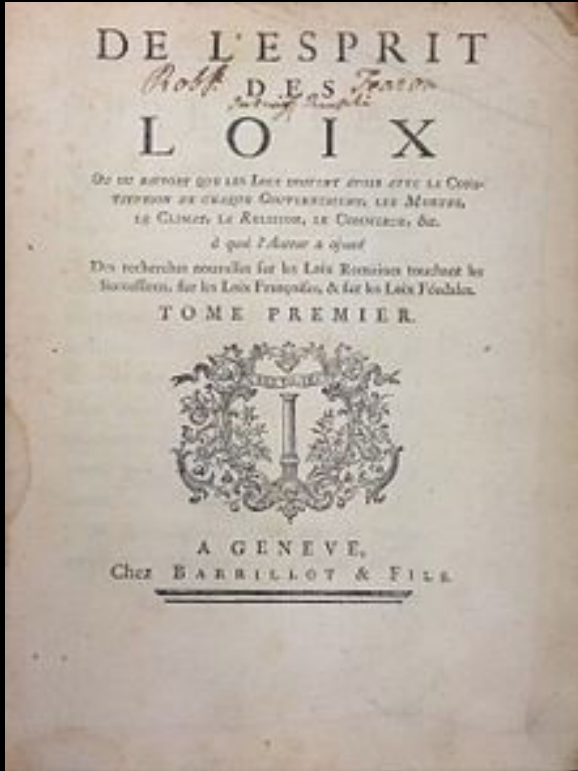 DE L'ESPRIT
DES
LOIX
OU DU RAPPORT QUE LES LOIX DOIVENT AVOIR AVEC LA CONS-
TITUTION DE CHAQUE GOUVERNEMENT, LES MOEURS,
LE CLIMAT, LA RELIGION, LE COMMERCE, &c.
à quoi l'Auteur a ajouté
Des recherches nouvelles sur les Loix Romaines touchant les
Successions, sur les Loix Françoises, & sur les Loix Féodales.
TOME PREMIER.
A GENEVE,
Chez BARRILLOT & FILS.